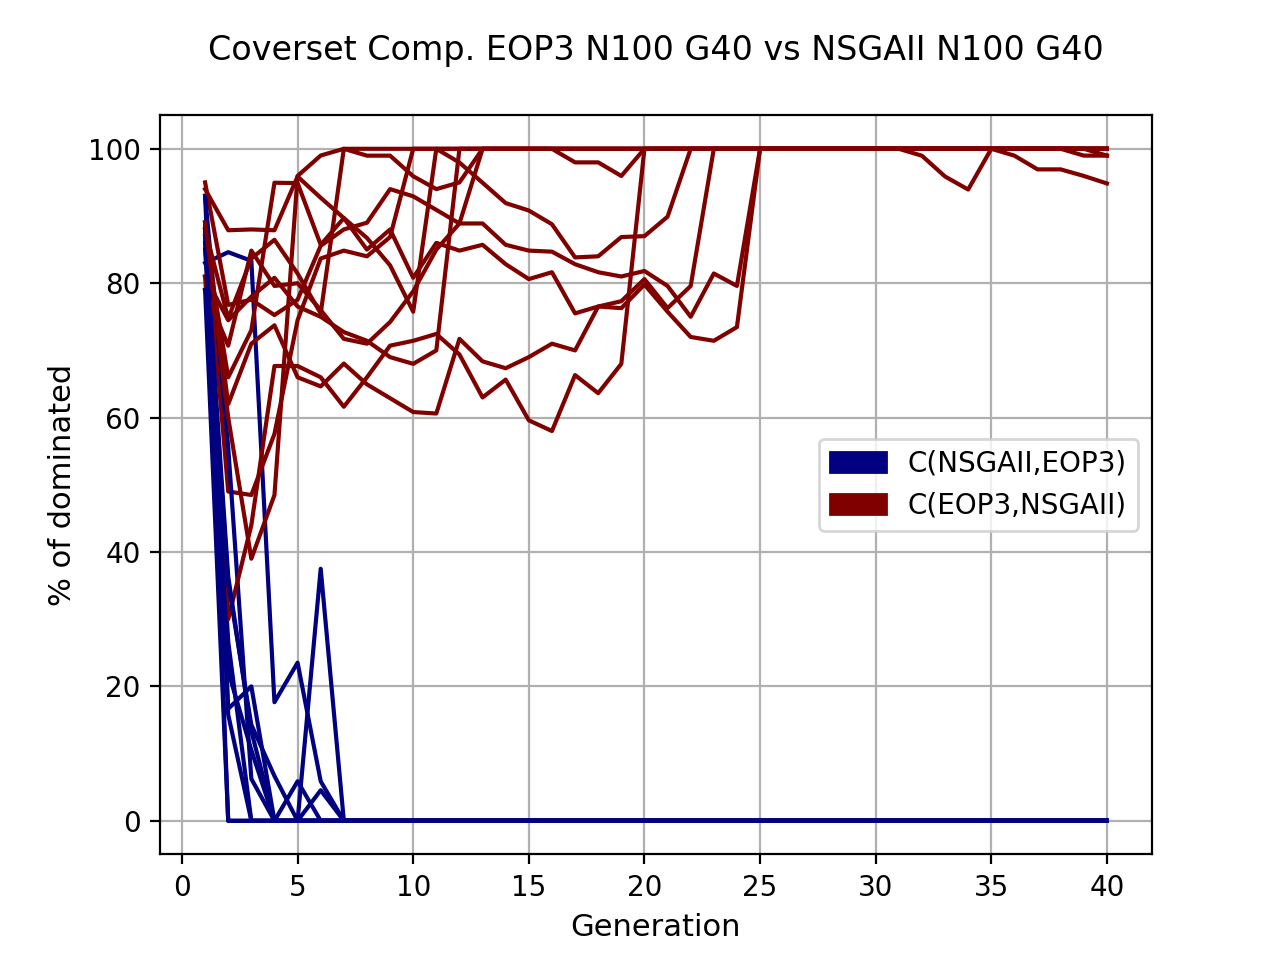 Coverset Comp. EOP3 N100 G40 vs NSGAII N100 G40
100
80
60
40
20
0
% of dominated
C(NSGAII,EOP3)
C(EOP3,NSGAII)
0 5 10 15 20 25 30 35 40
Generation